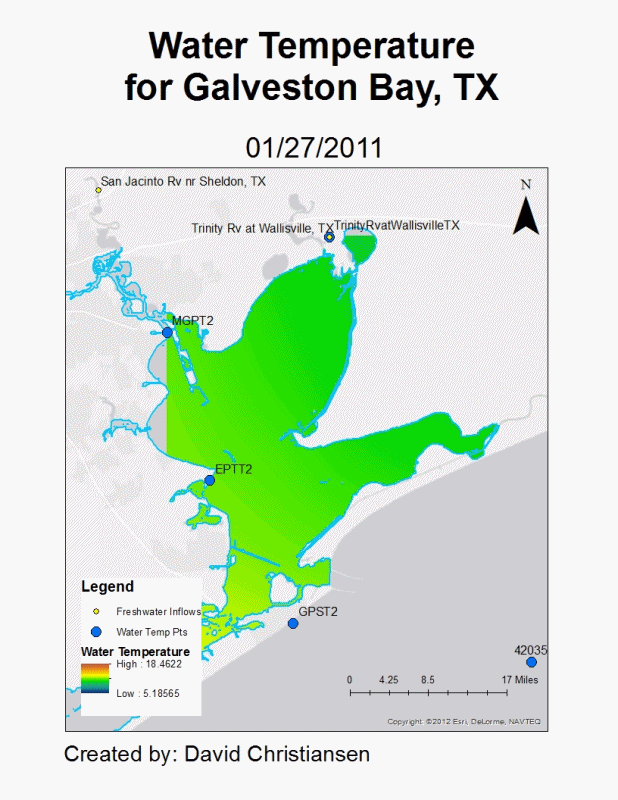 Water Temperature
for Galveston Bay, TX
01/27/2011
San Jacinto Rv nr Sheldon, TX
N
Trinity Rv at Wallisville, TX
TrinityRvatWallisvilleTX
MGPT2
EPTT2
GPST2
42035
Legend
Freshwater Inflows
Water Temp Pts
Water Temperature
High : 18.4622
Low : 5.18565
0 4.25 8.5 17 Miles
Copyright: ©2012 Esri, DeLorme, NAVTEQ
Created by: David Christiansen